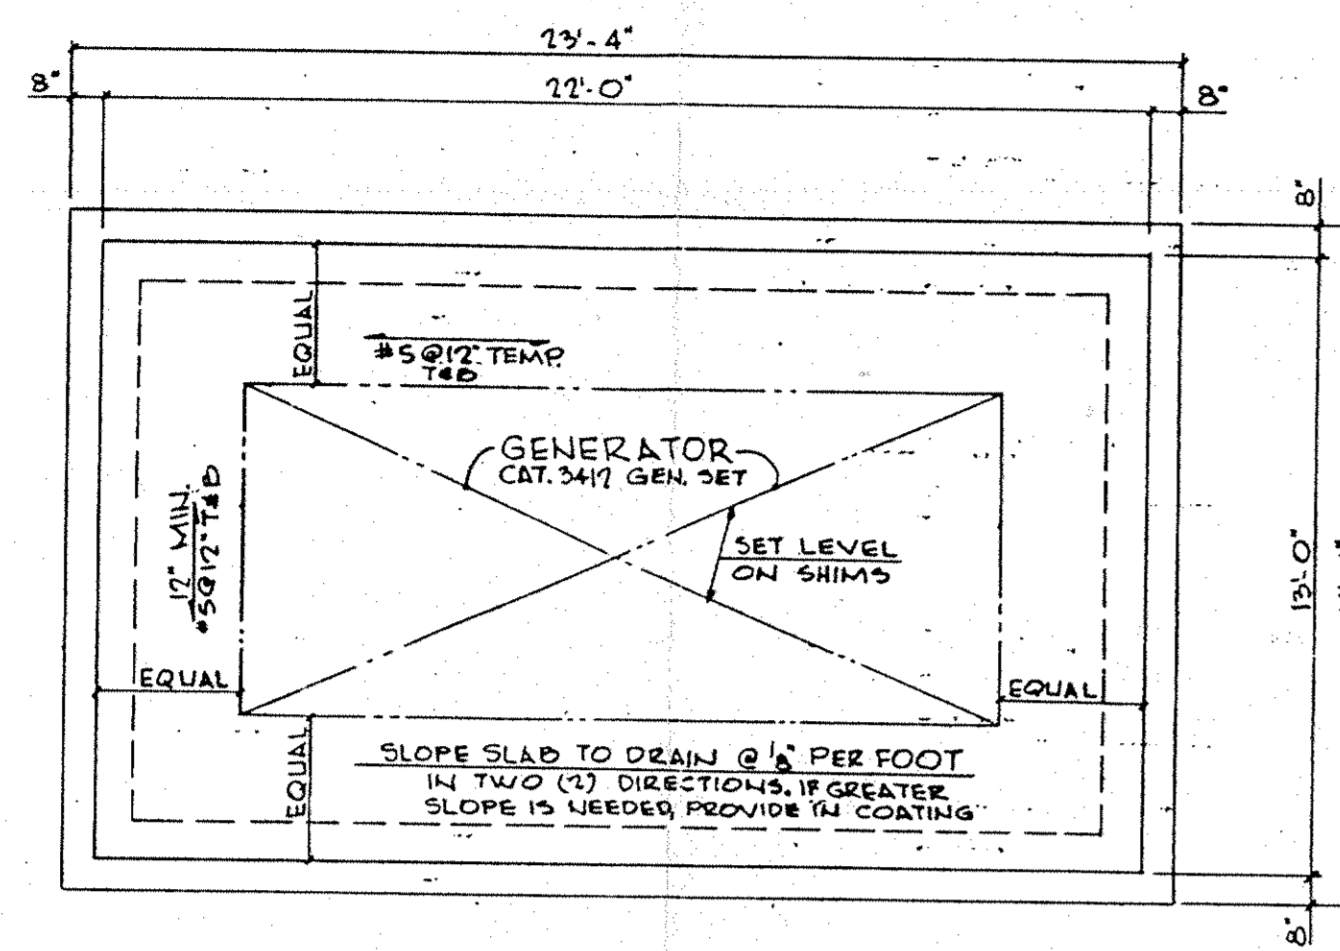 23'-4"
22'-0"
8"
8"
8"
EQUAL
#5@12" TEMP.
T&B
GENERATOR
CAT. 3412 GEN. SET
12" MIN.
#5@12" T&B
SET LEVEL
ON SHIMS
13'-0"
EQUAL
EQUAL
EQUAL
SLOPE SLAB TO DRAIN @ 1/8" PER FOOT
IN TWO (2) DIRECTIONS. IF GREATER
SLOPE IS NEEDED, PROVIDE IN COATING
8"